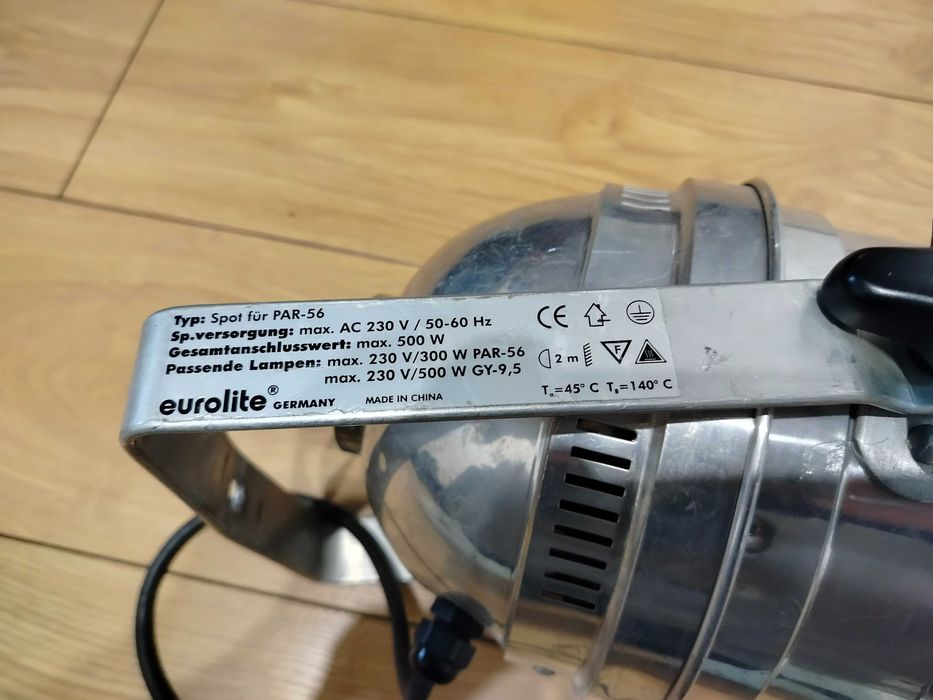 Typ: Spot für PAR-56
Sp.versorgung: max. AC 230 V / 50-60 Hz
Gesamtanschlusswert: max. 500 W
Passende Lampen: max. 230 V/300 W PAR-56
max. 230 V/500 W GY-9,5
eurolite® GERMANY MADE IN CHINA
CE
2 m F
Tₐ=45° C Tʙ=140° C